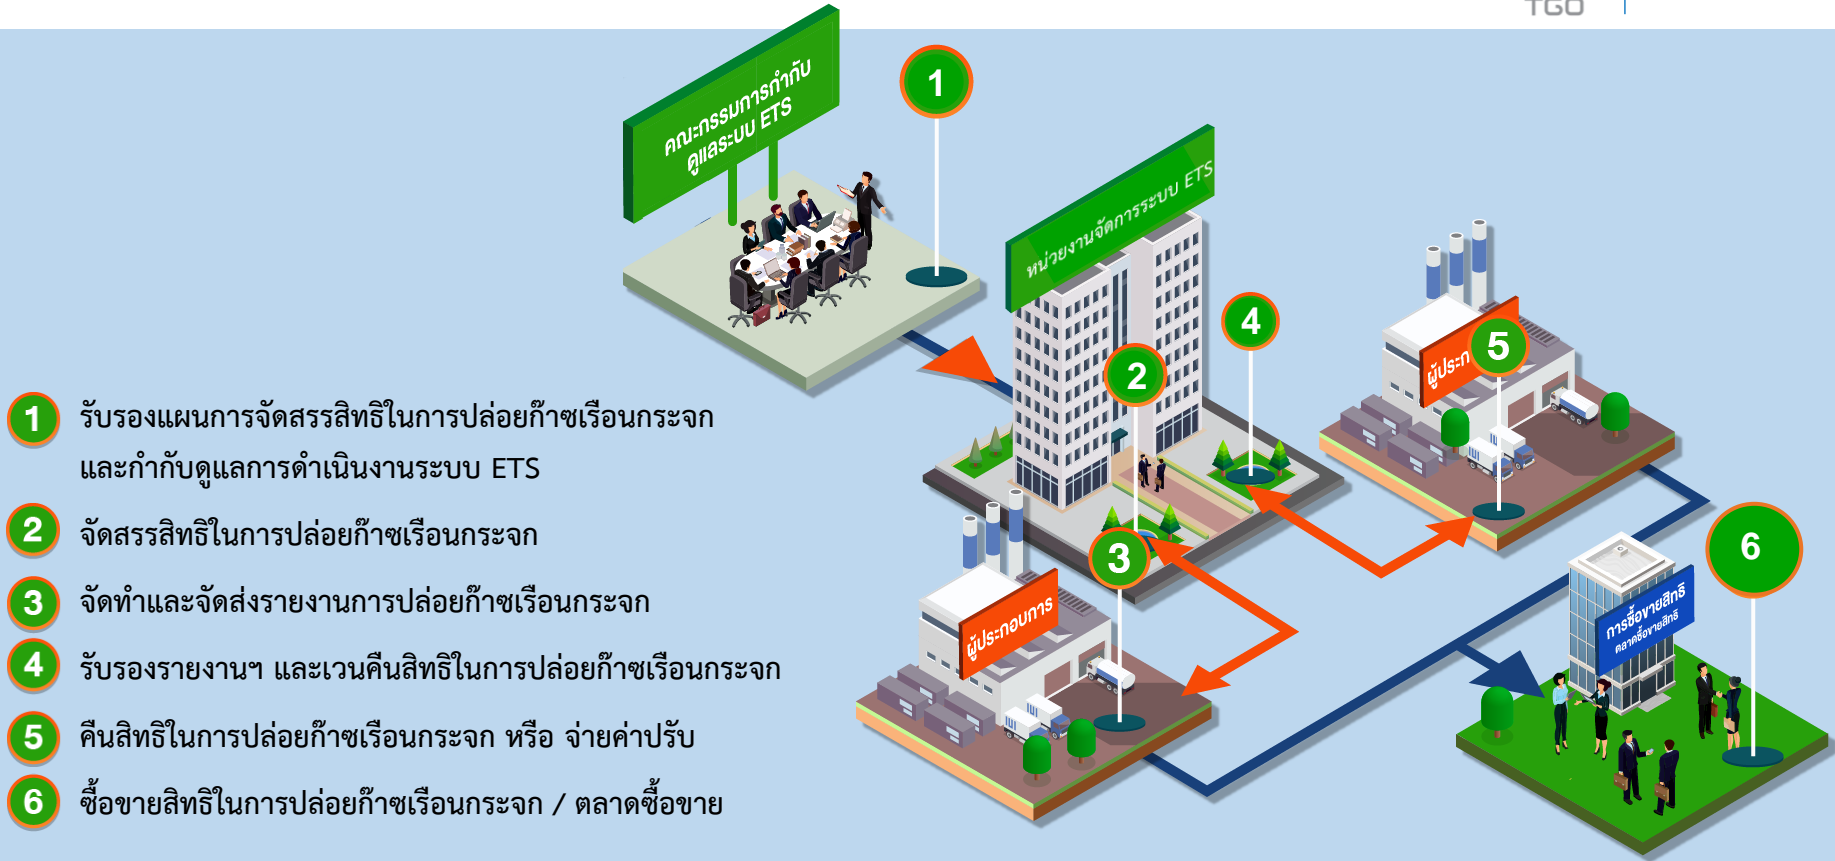 TGO
คณะกรรมการกำกับ
ดูแลระบบ ETS
1
หน่วยงานจัดการระบบ ETS
4
2
ผู้ประก
5
1 รับรองแผนการจัดสรรสิทธิในการปล่อยก๊าซเรือนกระจก
และกำกับดูแลการดำเนินงานระบบ ETS
2 จัดสรรสิทธิในการปล่อยก๊าซเรือนกระจก
3 จัดทำและจัดส่งรายงานการปล่อยก๊าซเรือนกระจก
4 รับรองรายงานฯ และเวนคืนสิทธิในการปล่อยก๊าซเรือนกระจก
5 คืนสิทธิในการปล่อยก๊าซเรือนกระจก หรือ จ่ายค่าปรับ
6 ซื้อขายสิทธิในการปล่อยก๊าซเรือนกระจก / ตลาดซื้อขาย
3
ผู้ประกอบการ
6
การซื้อขายสิทธิ
ตลาดซื้อขายสิทธิ